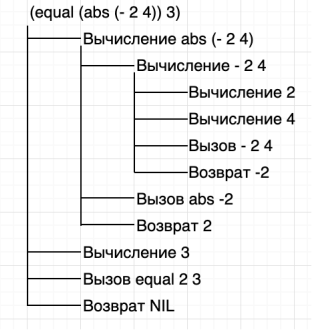 (equal (abs (- 2 4)) 3)
Вычисление abs (- 2 4)
Вычисление - 2 4
Вычисление 2
Вычисление 4
Вызов - 2 4
Возврат -2
Вызов abs -2
Возврат 2
Вычисление 3
Вызов equal 2 3
Возврат NIL